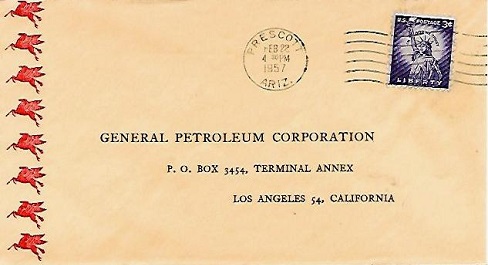 PRESCOTT
FEB 22
4 PM
1957
ARIZ.
U.S. POSTAGE 3¢
LIBERTY
GENERAL PETROLEUM CORPORATION
P. O. BOX 3454, TERMINAL ANNEX
LOS ANGELES 54, CALIFORNIA